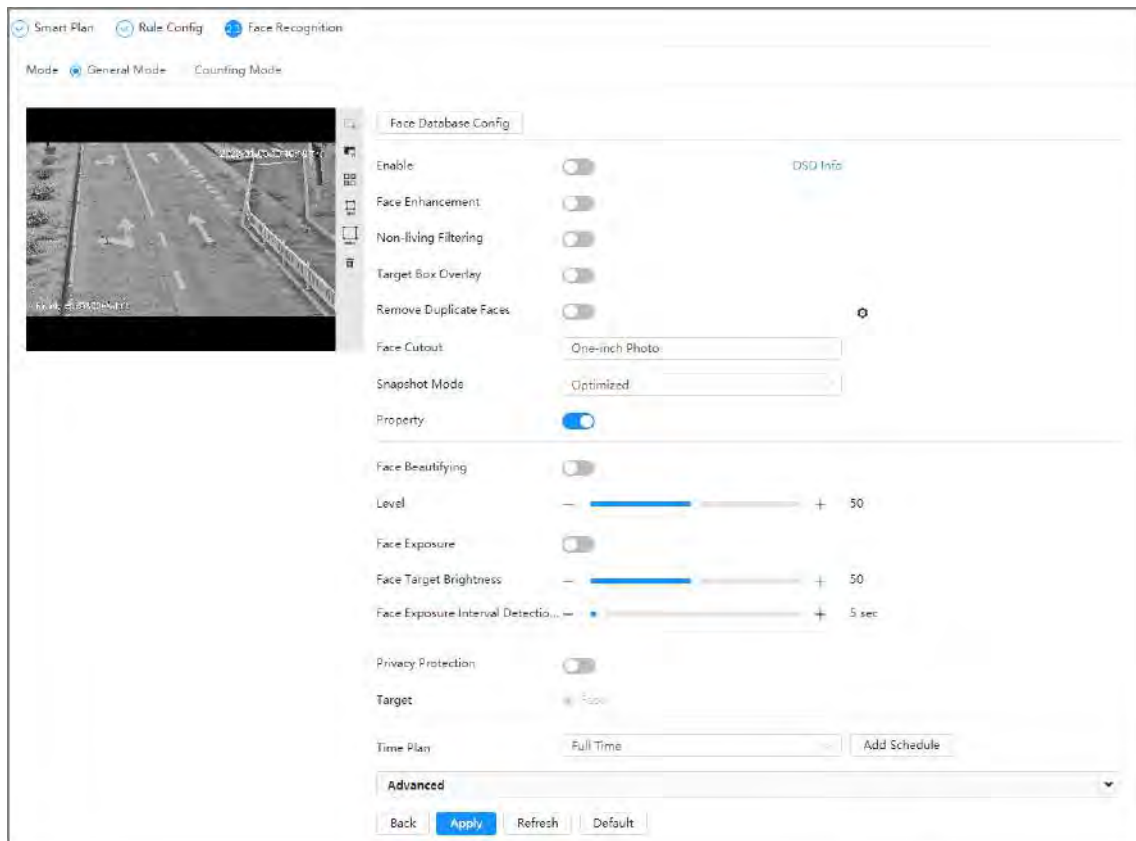 Smart Plan Rule Config Face Recognition
Mode General Mode Counting Mode
Face Database Config
Enable OSD Info
Face Enhancement
Non-living Filtering
Target Box Overlay
Remove Duplicate Faces
Face Cutout One-inch Photo
Snapshot Mode Optimized
Property
Face Beautifying
Level − + 50
Face Exposure
Face Target Brightness − + 50
Face Exposure Interval Detectio... − + 5 sec
Privacy Protection
Target Face
Time Plan Full Time Add Schedule
Advanced
Back Apply Refresh Default